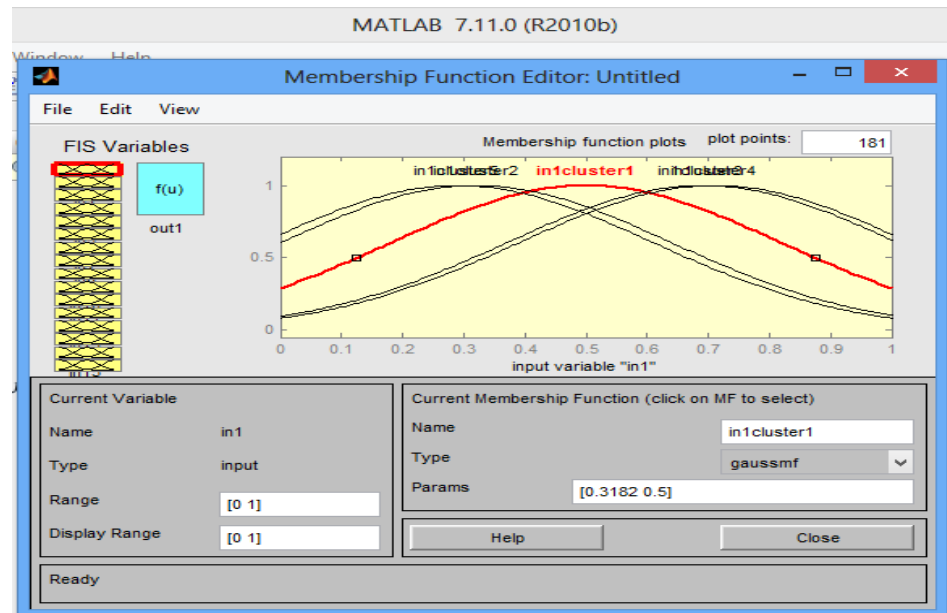 MATLAB 7.11.0 (R2010b)
Window Help
Membership Function Editor: Untitled
File Edit View
FIS Variables
f(u)
out1
Membership function plots plot points: 181
in1cluster1
1
0.5
0
0 0.1 0.2 0.3 0.4 0.5 0.6 0.7 0.8 0.9 1
input variable "in1"
Current Variable
Name in1
Type input
Range [0 1]
Display Range [0 1]
Current Membership Function (click on MF to select)
Name in1cluster1
Type gaussmf
Params [0.3182 0.5]
Help Close
Ready